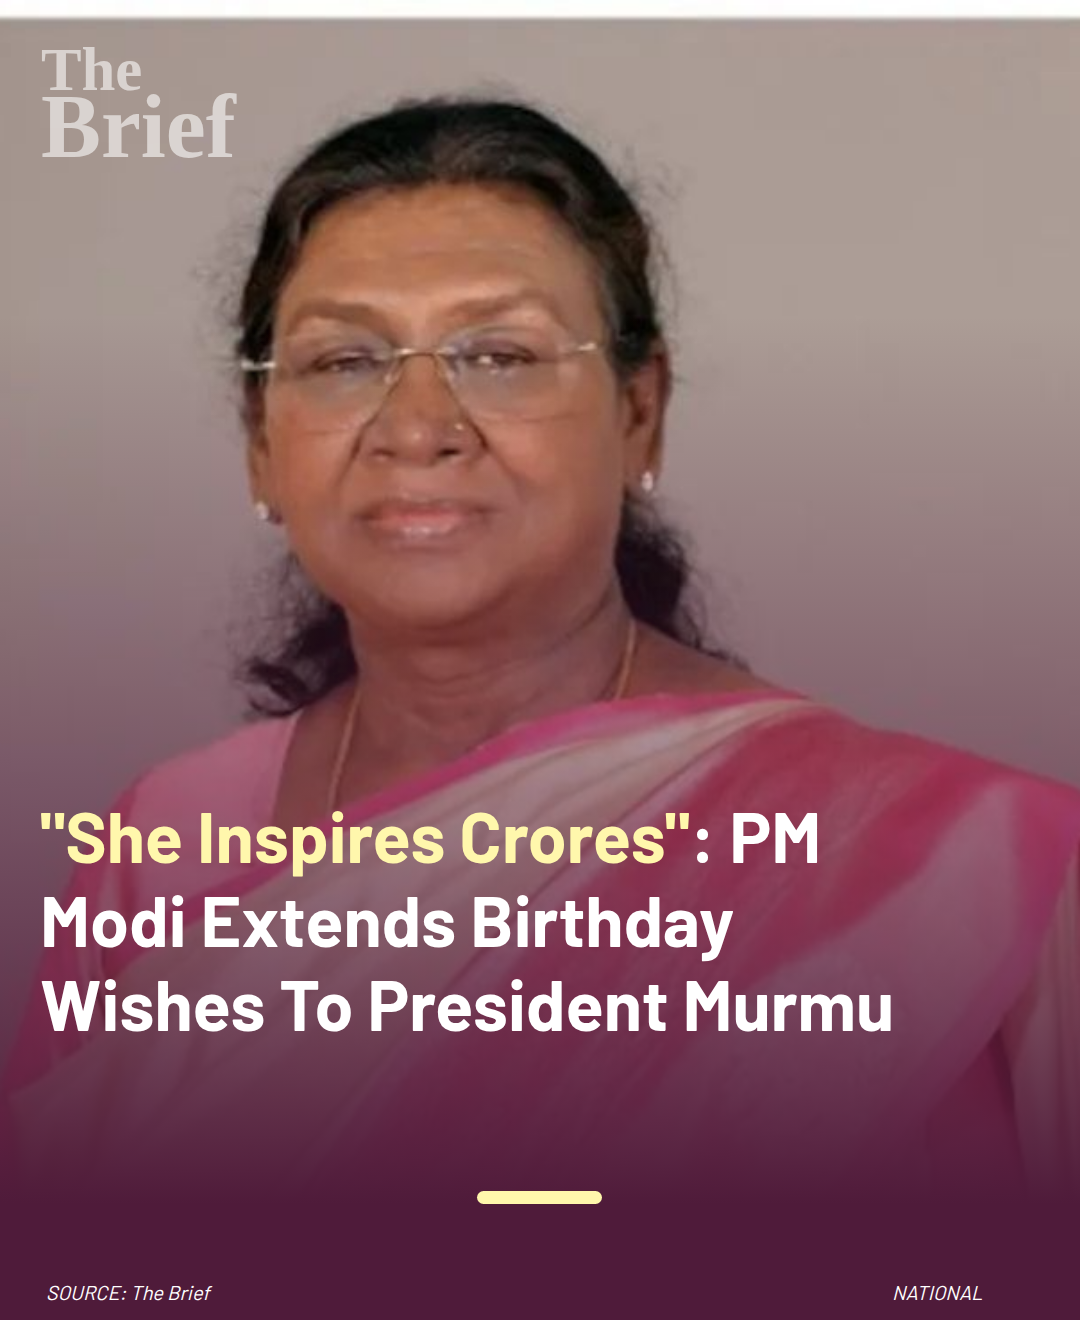 The
Brief
"She Inspires Crores": PM
Modi Extends Birthday
Wishes To President Murmu
SOURCE: The Brief
NATIONAL